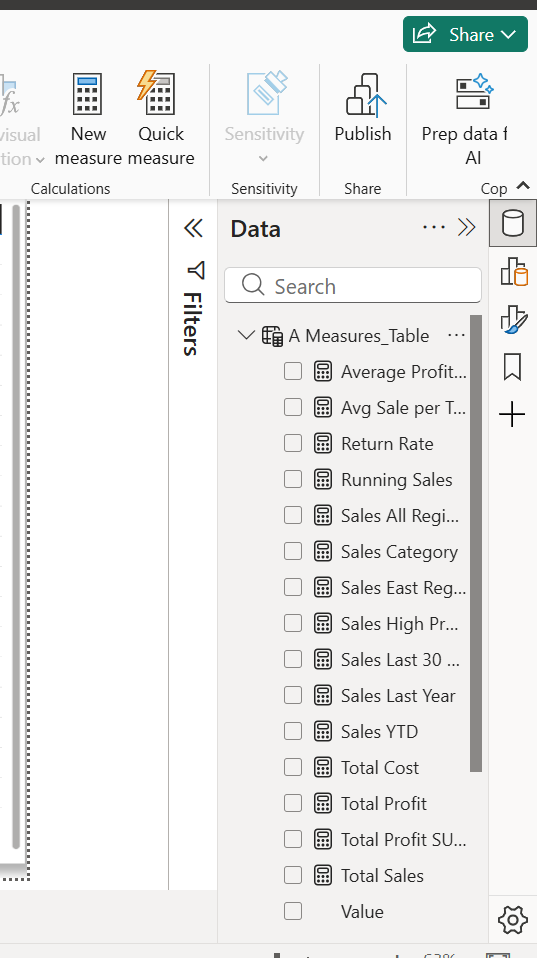 Share
visual
tion
New
measure
Quick
measure
Sensitivity
Publish
Prep data f
AI
Calculations
Sensitivity
Share
Cop
Filters
Data
Search
A Measures_Table
Average Profit...
Avg Sale per T...
Return Rate
Running Sales
Sales All Regi...
Sales Category
Sales East Reg...
Sales High Pr...
Sales Last 30 ...
Sales Last Year
Sales YTD
Total Cost
Total Profit
Total Profit SU...
Total Sales
Value